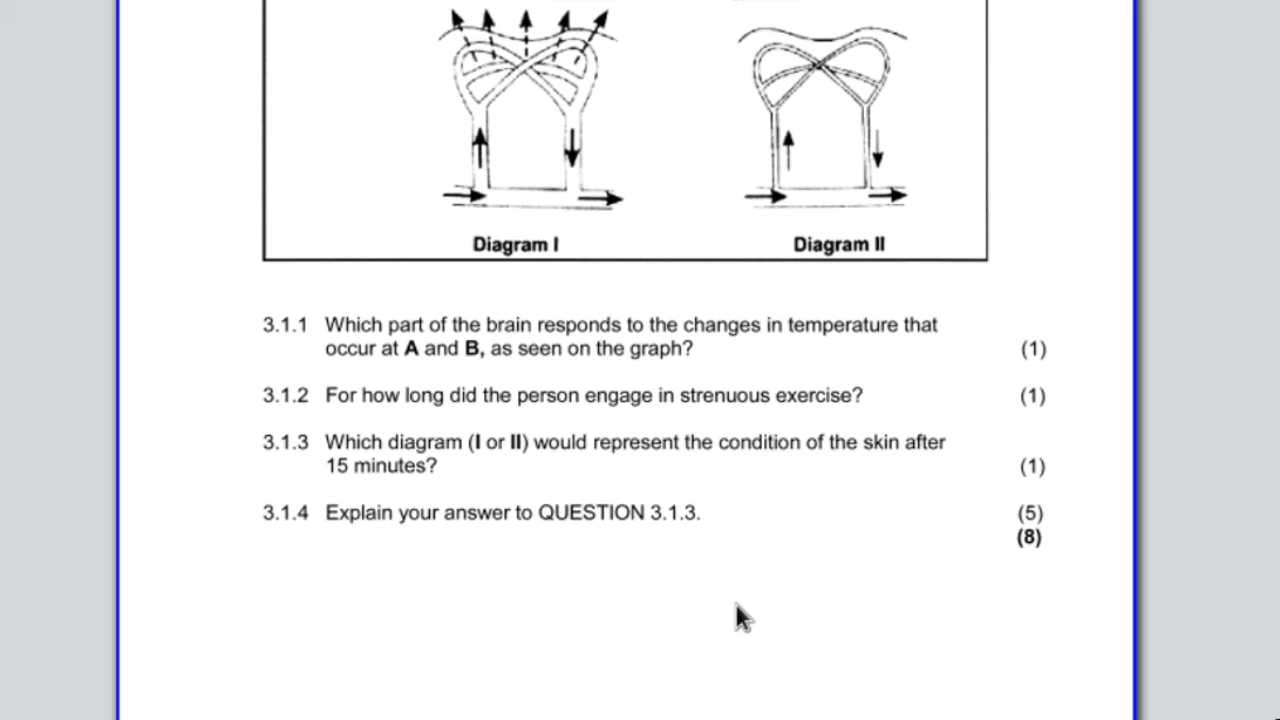 Diagram I
Diagram II
3.1.1 Which part of the brain responds to the changes in temperature that
occur at A and B, as seen on the graph? (1)
3.1.2 For how long did the person engage in strenuous exercise? (1)
3.1.3 Which diagram (I or II) would represent the condition of the skin after
15 minutes? (1)
3.1.4 Explain your answer to QUESTION 3.1.3. (5)
(8)